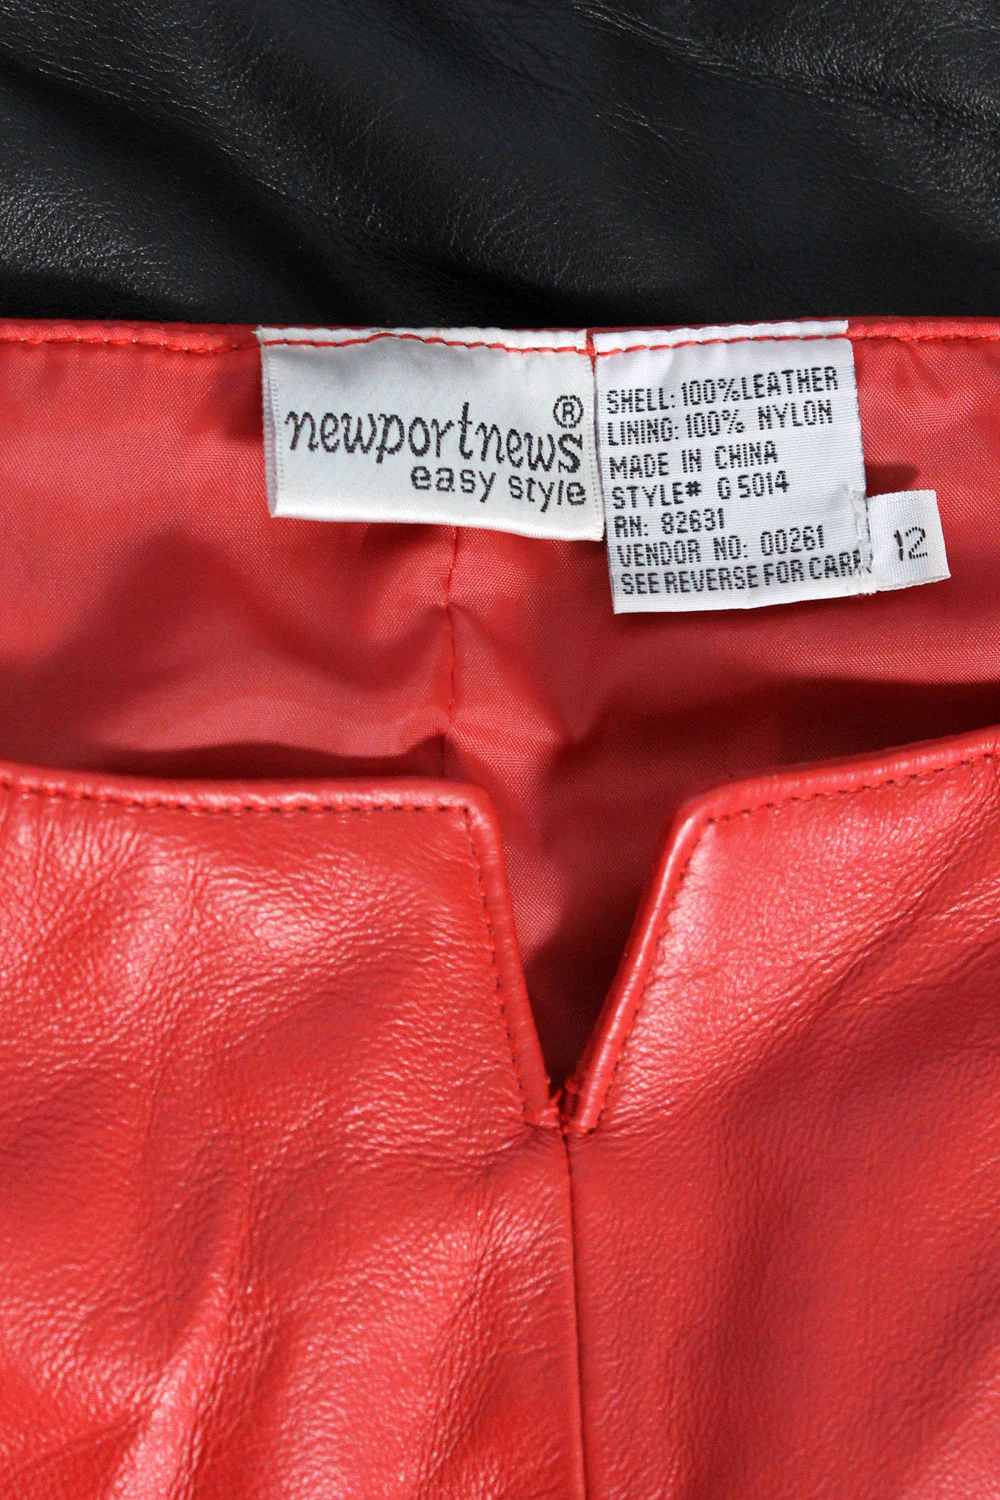 newportnews®
easy style
SHELL: 100% LEATHER
LINING: 100% NYLON
MADE IN CHINA
STYLE# G 5014
RN: 82631
VENDOR NO: 00261
SEE REVERSE FOR CARE
12